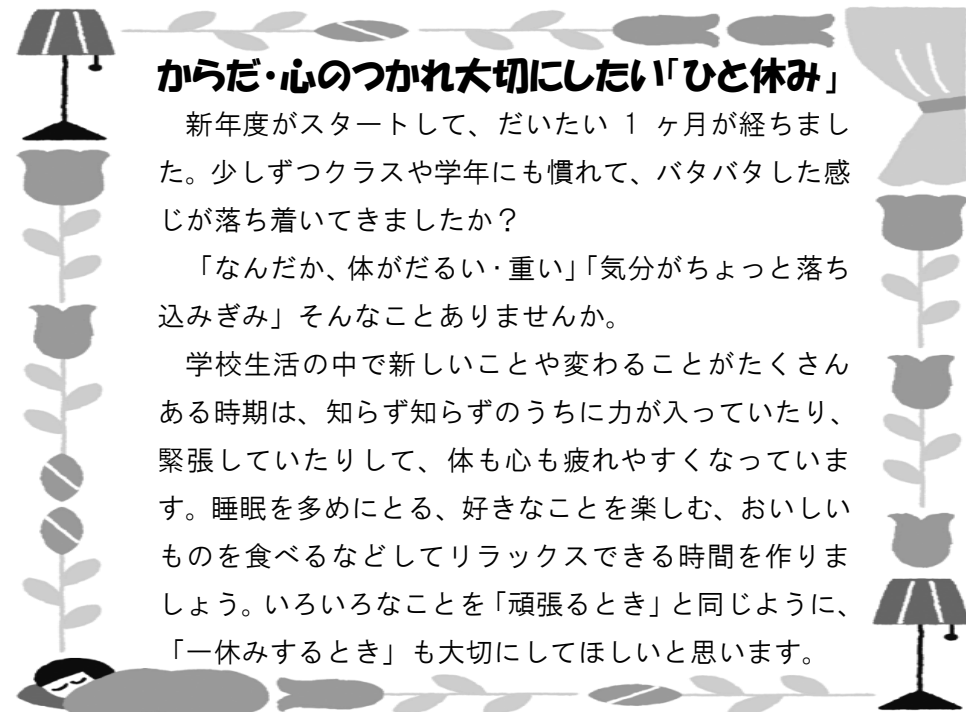 からだ・心のつかれ大切にしたい「ひと休み」
新年度がスタートして、だいたい 1 ヶ月が経ちまし
た。少しずつクラスや学年にも慣れて、バタバタした感
じが落ち着いてきましたか？
「なんだか、体がだるい・重い」「気分がちょっと落ち
込みぎみ」そんなことありませんか。
学校生活の中で新しいことや変わることがたくさん
ある時期は、知らず知らずのうちに力が入っていたり、
緊張していたりして、体も心も疲れやすくなっていま
す。睡眠を多めにとる、好きなことを楽しむ、おいしい
ものを食べるなどしてリラックスできる時間を作りま
しょう。いろいろなことを「頑張るとき」と同じように、
「一休みするとき」も大切にしてほしいと思います。